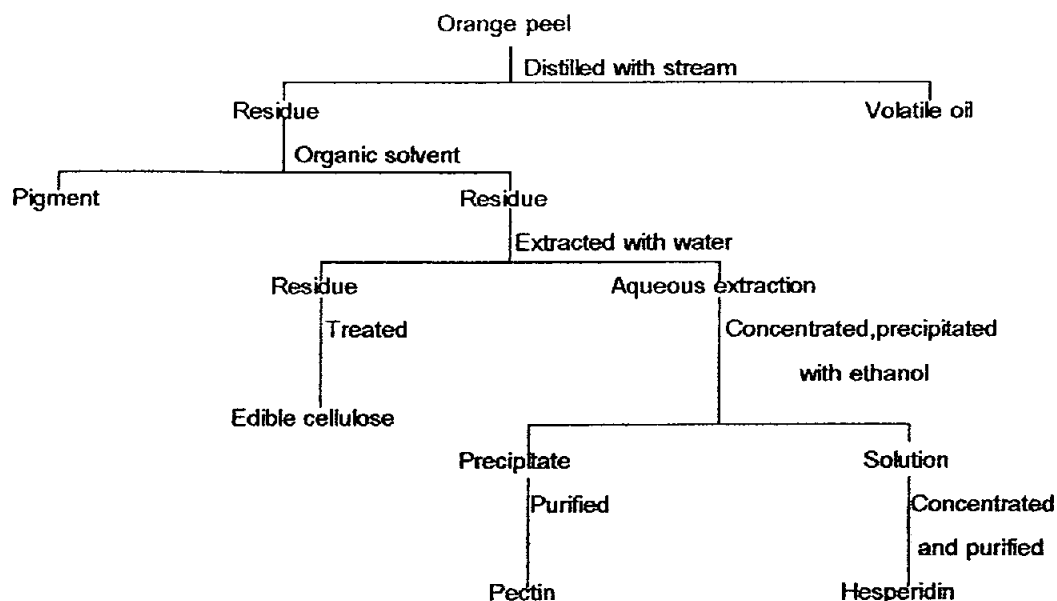 Orange peel
Distilled with stream
Residue
Volatile oil
Organic solvent
Pigment
Residue
Extracted with water
Residue
Aqueous extraction
Treated
Concentrated,precipitated
with ethanol
Edible cellulose
Precipitate
Solution
Purified
Concentrated
and purified
Pectin
Hesperidin